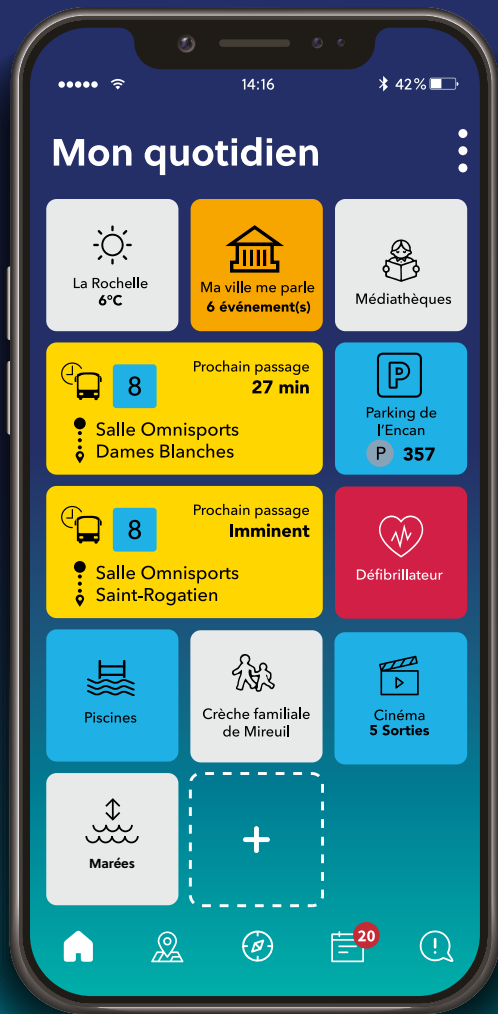 14:16
42%
Mon quotidien
La Rochelle
6°C
Ma ville me parle
6 événement(s)
Médiathèques
8
Prochain passage
27 min
Salle Omnisports
Dames Blanches
P
Parking de
l'Encan
P 357
8
Prochain passage
Imminent
Salle Omnisports
Saint-Rogatien
Défibrillateur
Piscines
Crèche familiale
de Mireuil
Cinéma
5 Sorties
Marées
+
20